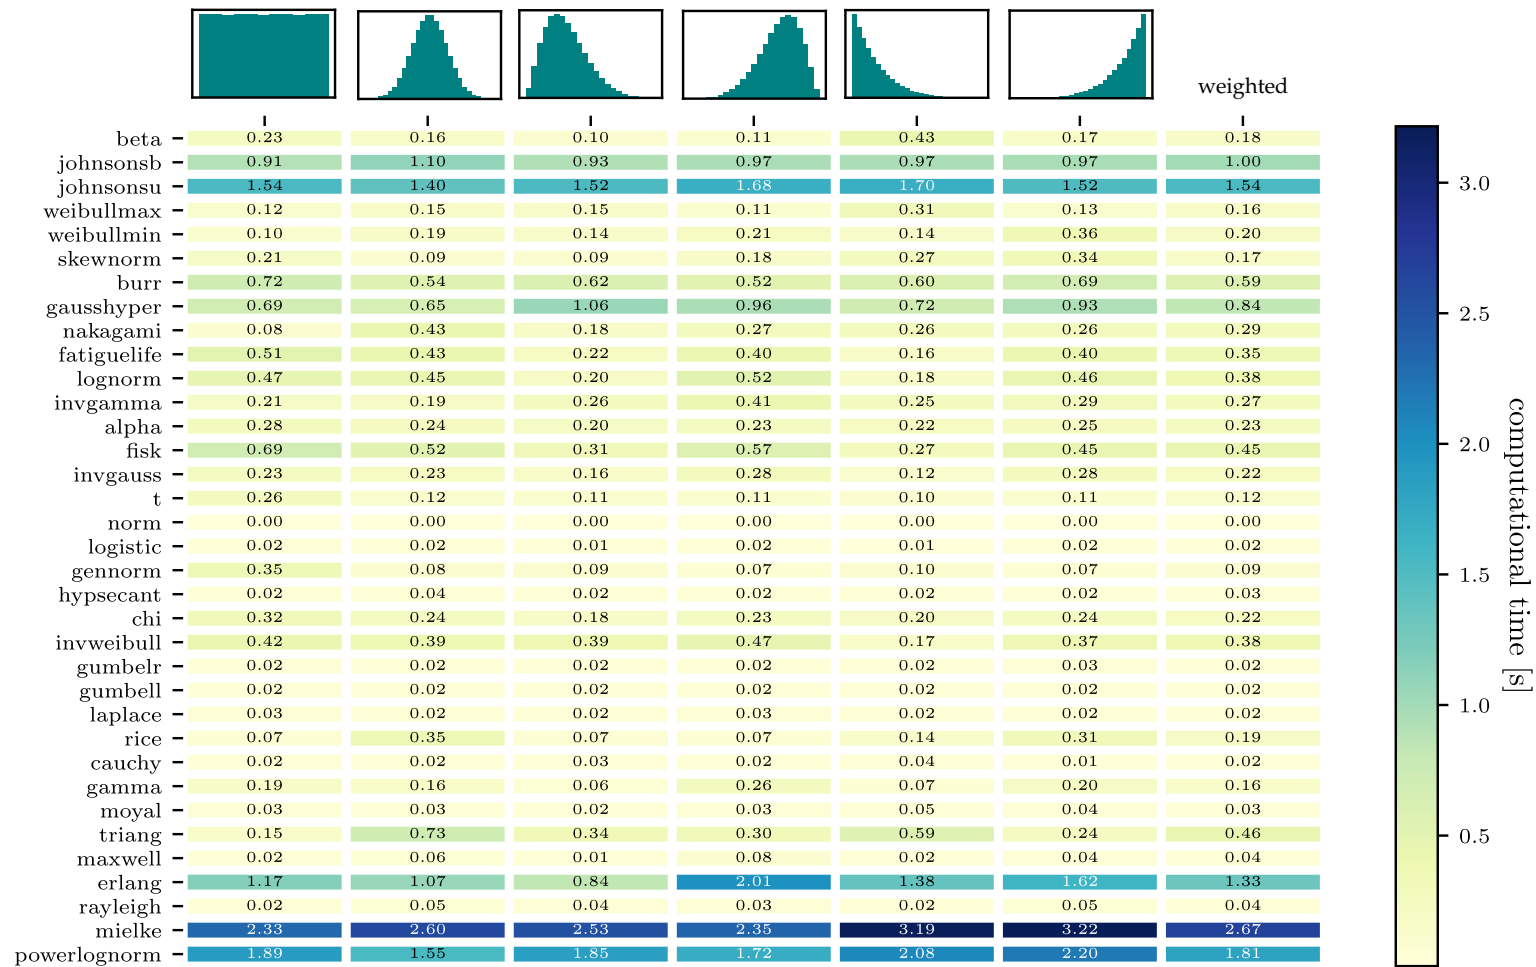 weighted
beta 0.23 0.16 0.10 0.11 0.43 0.17 0.18
johnsonsb 0.91 1.10 0.93 0.97 0.97 0.97 1.00
johnsonsu 1.54 1.40 1.52 1.68 1.70 1.52 1.54
weibullmax 0.12 0.15 0.15 0.11 0.31 0.13 0.16
weibullmin 0.10 0.19 0.14 0.21 0.14 0.36 0.20
skewnorm 0.21 0.09 0.09 0.18 0.27 0.34 0.17
burr 0.72 0.54 0.62 0.52 0.60 0.69 0.59
gausshyper 0.69 0.65 1.06 0.96 0.72 0.93 0.84
nakagami 0.08 0.43 0.18 0.27 0.26 0.26 0.29
fatiguelife 0.51 0.43 0.22 0.40 0.16 0.40 0.35
lognorm 0.47 0.45 0.20 0.52 0.18 0.46 0.38
invgamma 0.21 0.19 0.26 0.41 0.25 0.29 0.27
alpha 0.28 0.24 0.20 0.23 0.22 0.25 0.23
fisk 0.69 0.52 0.31 0.57 0.27 0.45 0.45
invgauss 0.23 0.23 0.16 0.28 0.12 0.28 0.22
t 0.26 0.12 0.11 0.11 0.10 0.11 0.12
norm 0.00 0.00 0.00 0.00 0.00 0.00 0.00
logistic 0.02 0.02 0.01 0.02 0.01 0.02 0.02
gennorm 0.35 0.08 0.09 0.07 0.10 0.07 0.09
hypsecant 0.02 0.04 0.02 0.02 0.02 0.02 0.03
chi 0.32 0.24 0.18 0.23 0.20 0.24 0.22
invweibull 0.42 0.39 0.39 0.47 0.17 0.37 0.38
gumbelr 0.02 0.02 0.02 0.02 0.02 0.03 0.02
gumbell 0.02 0.02 0.02 0.02 0.02 0.02 0.02
laplace 0.03 0.02 0.02 0.03 0.02 0.02 0.02
rice 0.07 0.35 0.07 0.07 0.14 0.31 0.19
cauchy 0.02 0.02 0.03 0.02 0.04 0.01 0.02
gamma 0.19 0.16 0.06 0.26 0.07 0.20 0.16
moyal 0.03 0.03 0.02 0.03 0.05 0.04 0.03
triang 0.15 0.73 0.34 0.30 0.59 0.24 0.46
maxwell 0.02 0.06 0.01 0.08 0.02 0.04 0.04
erlang 1.17 1.07 0.84 2.01 1.38 1.62 1.33
rayleigh 0.02 0.05 0.04 0.03 0.02 0.05 0.04
mielke 2.33 2.60 2.53 2.35 3.19 3.22 2.67
powerlognorm 1.89 1.55 1.85 1.72 2.08 2.20 1.81
3.0
2.5
2.0
1.5
1.0
0.5
computational time [s]